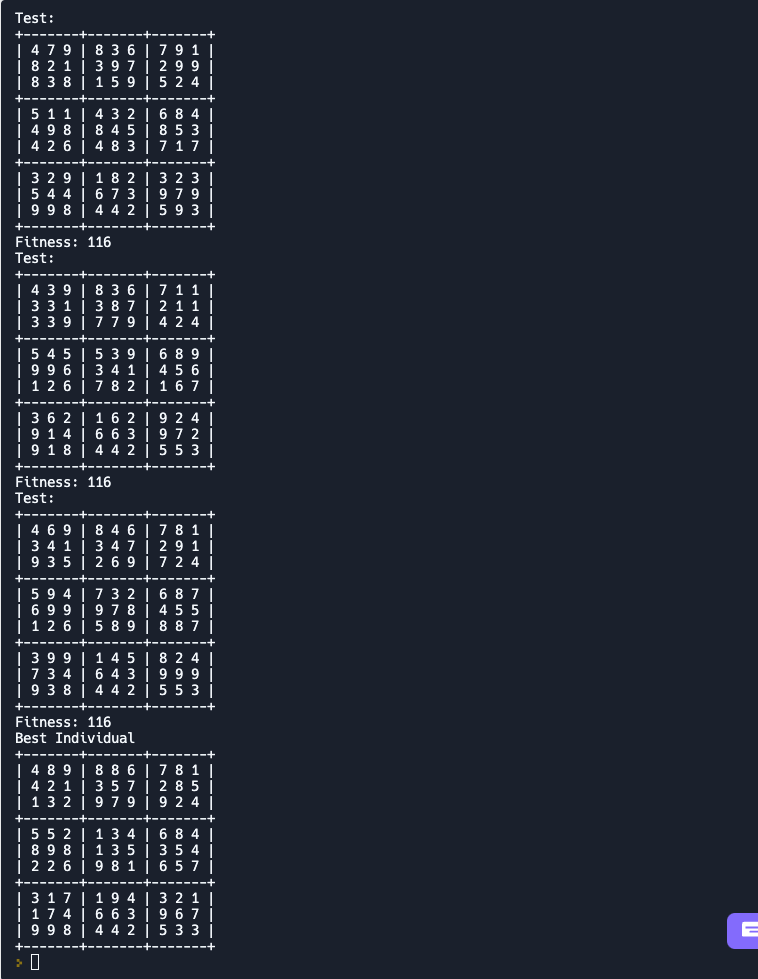 Test:
+-------+-------+-------+
| 4 7 9 | 8 3 6 | 7 9 1 |
| 8 2 1 | 3 9 7 | 2 9 9 |
| 8 3 8 | 1 5 9 | 5 2 4 |
+-------+-------+-------+
| 5 1 1 | 4 3 2 | 6 8 4 |
| 4 9 8 | 8 4 5 | 8 5 3 |
| 4 2 6 | 4 8 3 | 7 1 7 |
+-------+-------+-------+
| 3 2 9 | 1 8 2 | 3 2 3 |
| 5 4 4 | 6 7 3 | 9 7 9 |
| 9 9 8 | 4 4 2 | 5 9 3 |
+-------+-------+-------+
Fitness: 116
Test:
+-------+-------+-------+
| 4 3 9 | 8 3 6 | 7 1 1 |
| 3 3 1 | 3 8 7 | 2 1 1 |
| 3 3 9 | 7 7 9 | 4 2 4 |
+-------+-------+-------+
| 5 4 5 | 5 3 9 | 6 8 9 |
| 9 9 6 | 3 4 1 | 4 5 6 |
| 1 2 6 | 7 8 2 | 1 6 7 |
+-------+-------+-------+
| 3 6 2 | 1 6 2 | 9 2 4 |
| 9 1 4 | 6 6 3 | 9 7 2 |
| 9 1 8 | 4 4 2 | 5 5 3 |
+-------+-------+-------+
Fitness: 116
Test:
+-------+-------+-------+
| 4 6 9 | 8 4 6 | 7 8 1 |
| 3 4 1 | 3 4 7 | 2 9 1 |
| 9 3 5 | 2 6 9 | 7 2 4 |
+-------+-------+-------+
| 5 9 4 | 7 3 2 | 6 8 7 |
| 6 9 9 | 9 7 8 | 4 5 5 |
| 1 2 6 | 5 8 9 | 8 8 7 |
+-------+-------+-------+
| 3 9 9 | 1 4 5 | 8 2 4 |
| 7 3 4 | 6 4 3 | 9 9 9 |
| 9 3 8 | 4 4 2 | 5 5 3 |
+-------+-------+-------+
Fitness: 116
Best Individual
+-------+-------+-------+
| 4 8 9 | 8 8 6 | 7 8 1 |
| 4 2 1 | 3 5 7 | 2 8 5 |
| 1 3 2 | 9 7 9 | 9 2 4 |
+-------+-------+-------+
| 5 5 2 | 1 3 4 | 6 8 4 |
| 8 9 8 | 1 3 5 | 3 5 4 |
| 2 2 6 | 9 8 1 | 6 5 7 |
+-------+-------+-------+
| 3 1 7 | 1 9 4 | 3 2 1 |
| 1 7 4 | 6 6 3 | 9 6 7 |
| 9 9 8 | 4 4 2 | 5 3 3 |
+-------+-------+-------+
>